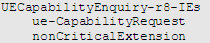 UECapabilityEnquiry-r8-IEs
ue-CapabilityRequest
nonCriticalExtension